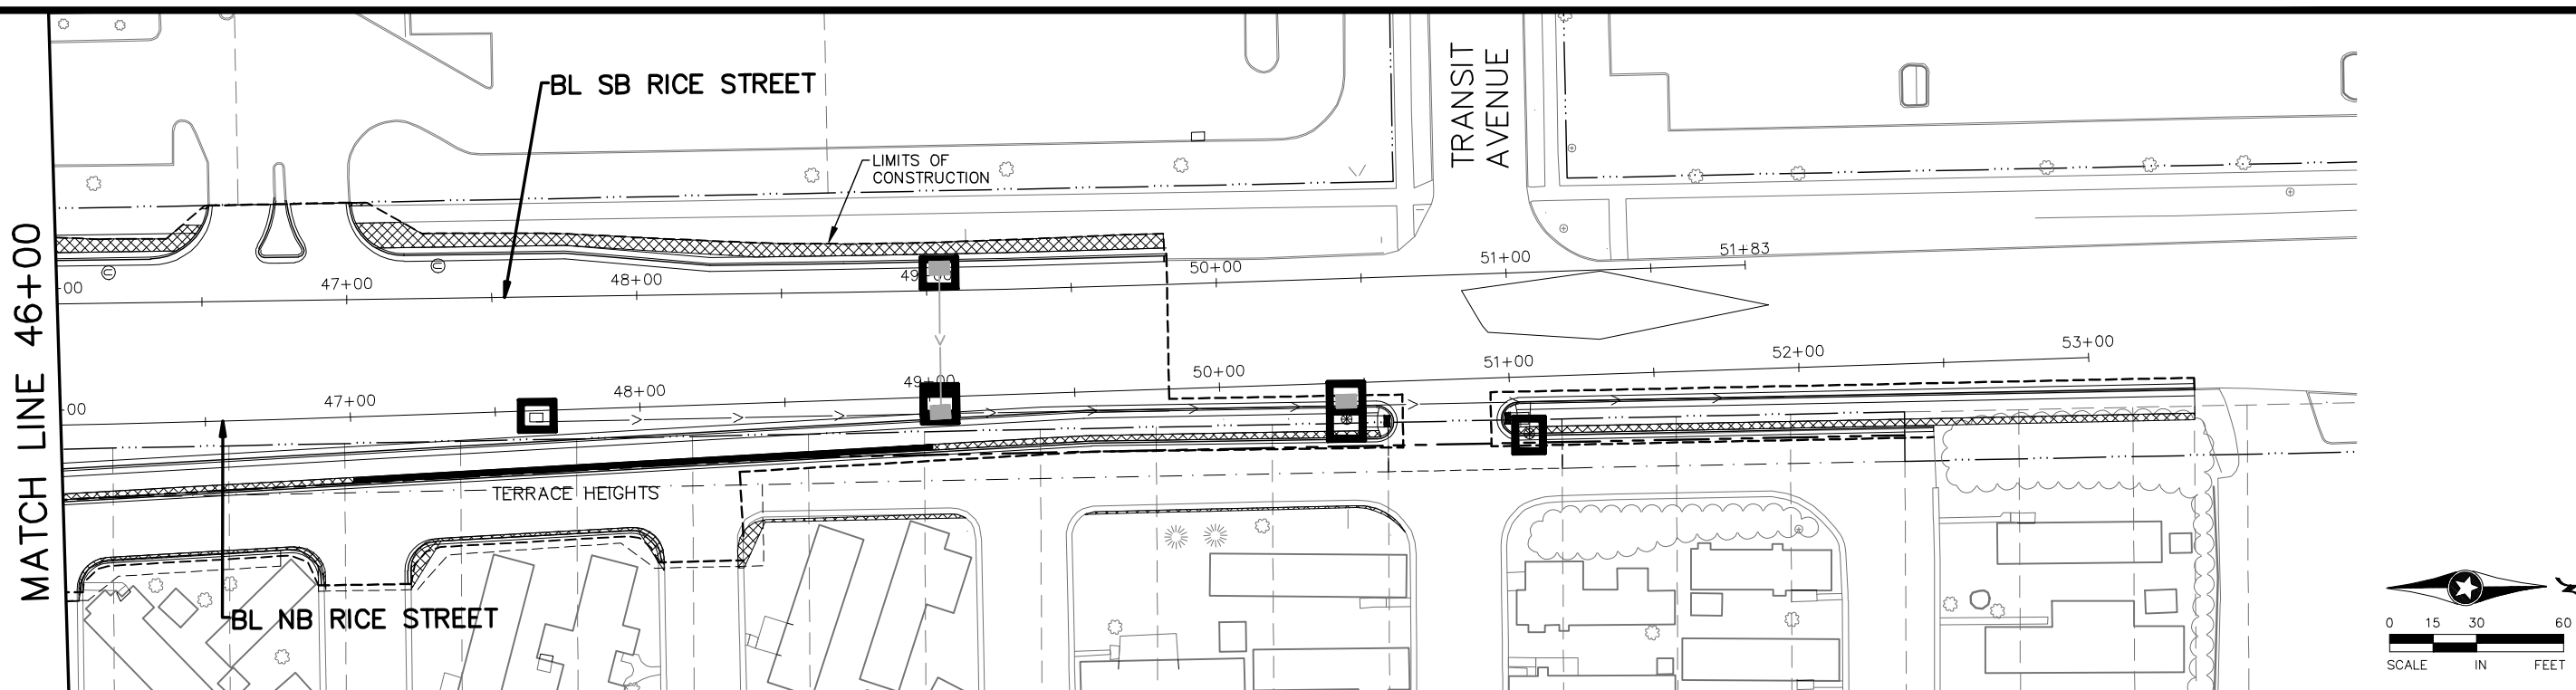 BL SB RICE STREET
TRANSIT
AVENUE
LIMITS OF
CONSTRUCTION
MATCH LINE 46+00
00
47+00
48+00
50+00
51+00
51+83
00
47+00
48+00
49+00
50+00
51+00
52+00
53+00
TERRACE HEIGHTS
BL NB RICE STREET
0 15 30 60
SCALE IN FEET